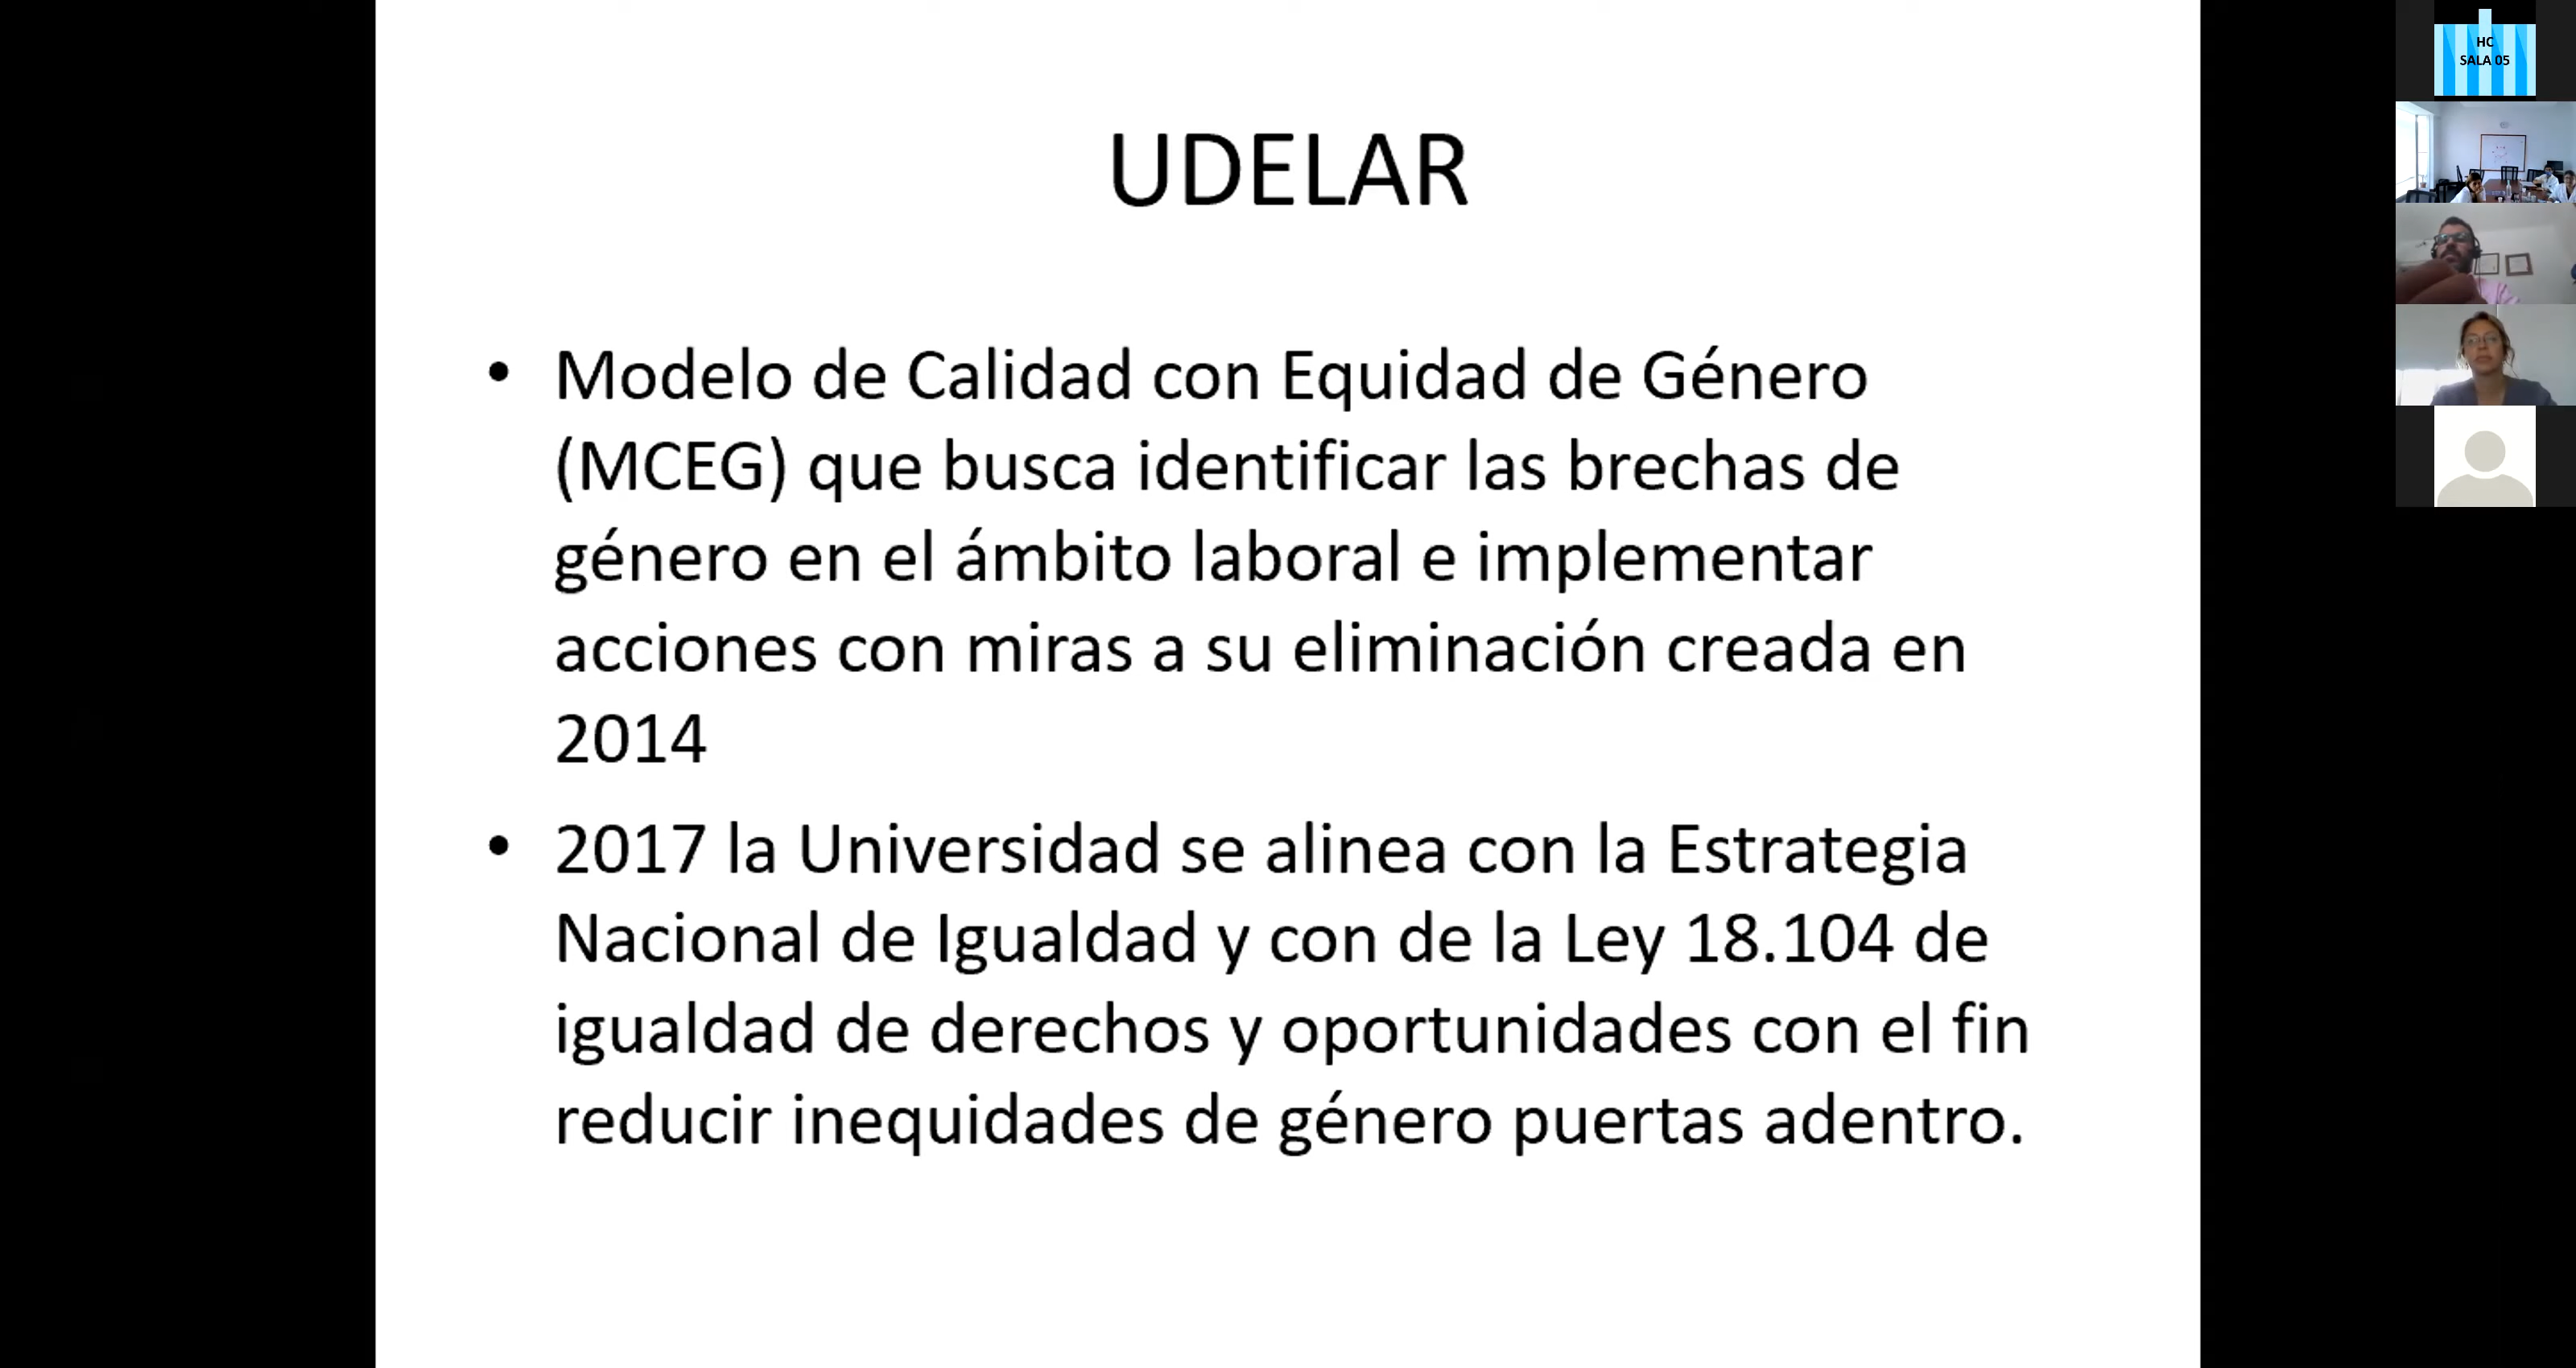 UDELAR
• Modelo de Calidad con Equidad de Género
(MCEG) que busca identificar las brechas de
género en el ámbito laboral e implementar
acciones con miras a su eliminación creada en
2014
• 2017 la Universidad se alinea con la Estrategia
Nacional de Igualdad y con de la Ley 18.104 de
igualdad de derechos y oportunidades con el fin
reducir inequidades de género puertas adentro.
HC
SALA 05